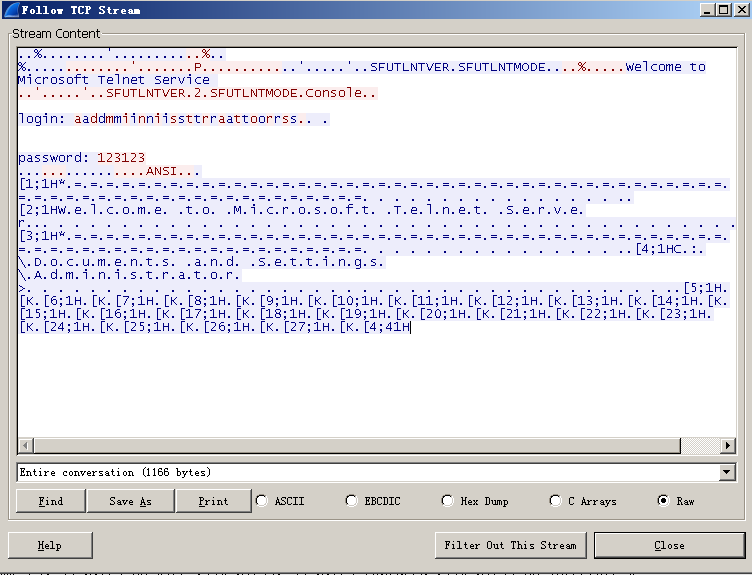 Follow TCP Stream
Stream Content
..%........'...........%..
%.............'.......P............'.....'..SFUTLNTVER.SFUTLNTMODE....%.....Welcome to
Microsoft Telnet Service
..'.....'..SFUTLNTVER.2.SFUTLNTMODE.Console..
login: aaddmmiinniissttrraattoorrss.. .
password: 123123
................ANSI...
[1;1H*.=.=.=.=.=.=.=.=.=.=.=.=.=.=.=.=.=.=.=.=.=.=.=.=.=.=.=.=.=.=.=.=.=.=.=.=.=.=.=.=.
=.=.=.=.=.=.=.=.=.=.=.=.=.=.=.=.=.=.=.=.=. . . . . . . . . . . . . . . . ..
[2;1HW.e.l.c.o.m.e. .t.o. .M.i.c.r.o.s.o.f.t. .T.e.l.n.e.t. .S.e.r.v.e.
r... . . . . . . . . . . . . . . . . . . . . . . . . . . . . . . . . . . . . . . . . ..
[3;1H*.=.=.=.=.=.=.=.=.=.=.=.=.=.=.=.=.=.=.=.=.=.=.=.=.=.=.=.=.=.=.=.=.=.=.=.=.=.=.=.=.
=.=.=.=.=.=.=.=.=.=.=.=.=.=.=.=.=.=.=.=.=. . . . . . . . . . . . . . . . ..[4;1HC.:.
\.D.o.c.u.m.e.n.t.s. .a.n.d. .S.e.t.t.i.n.g.s.
\.A.d.m.i.n.i.s.t.r.a.t.o.r.
>. . . . . . . . . . . . . . . . . . . . . . . . . . . . . . . . . . . . . . . ..[5;1H.
[K.[6;1H.[K.[7;1H.[K.[8;1H.[K.[9;1H.[K.[10;1H.[K.[11;1H.[K.[12;1H.[K.[13;1H.[K.[14;1H.[K.
[15;1H.[K.[16;1H.[K.[17;1H.[K.[18;1H.[K.[19;1H.[K.[20;1H.[K.[21;1H.[K.[22;1H.[K.[23;1H.
[K.[24;1H.[K.[25;1H.[K.[26;1H.[K.[27;1H.[K.[4;41H
Entire conversation (1166 bytes)
Find Save As Print ASCII EBCDIC Hex Dump C Arrays Raw
Help Filter Out This Stream Close